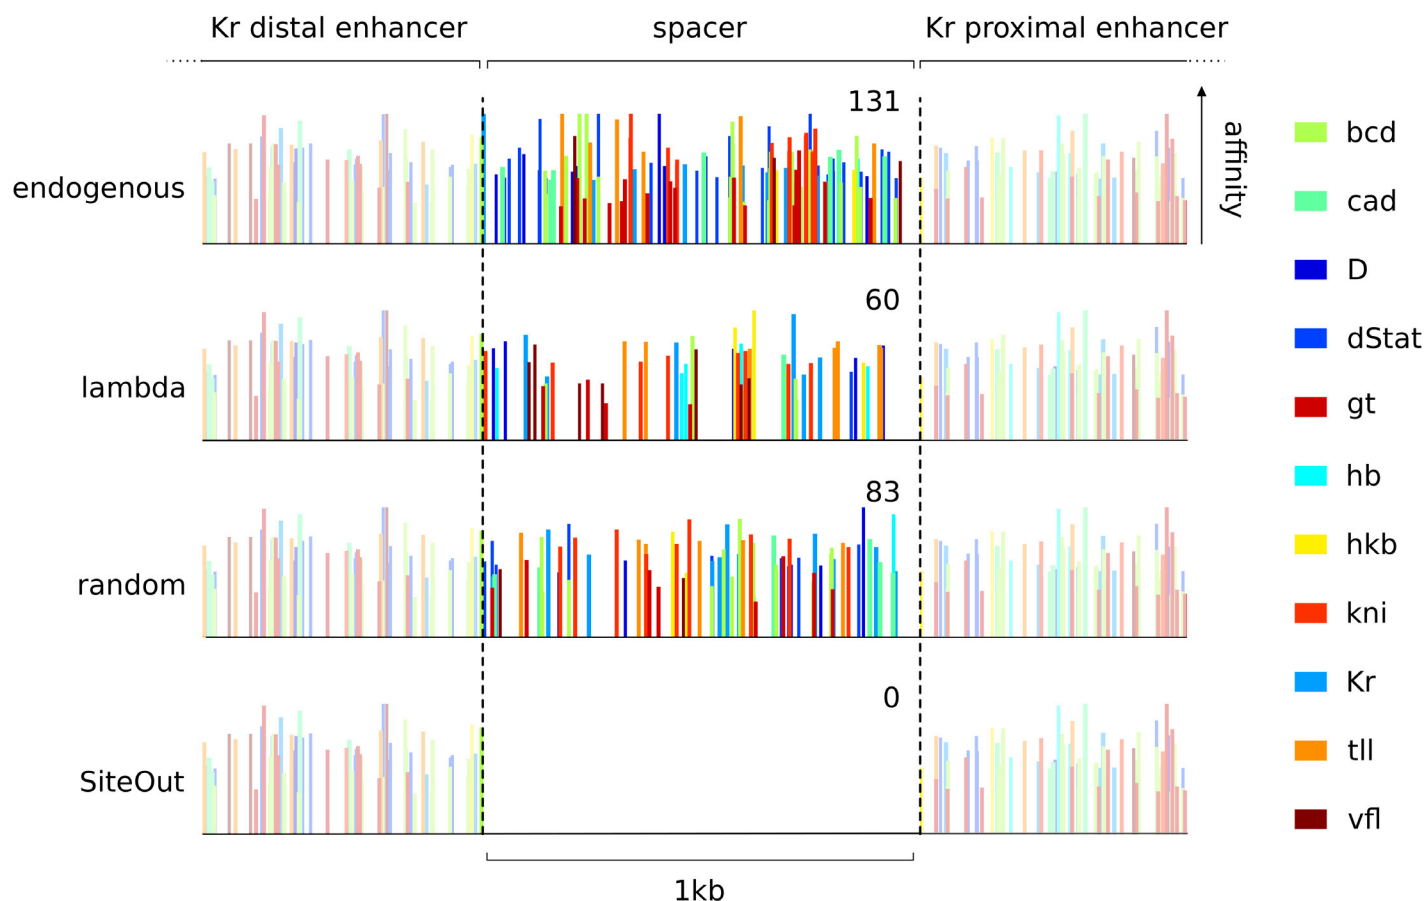 Kr distal enhancer
spacer
Kr proximal enhancer
131
affinity
endogenous
60
lambda
83
random
0
SiteOut
1kb
bcd
cad
D
dStat
gt
hb
hkb
kni
Kr
tll
vfl